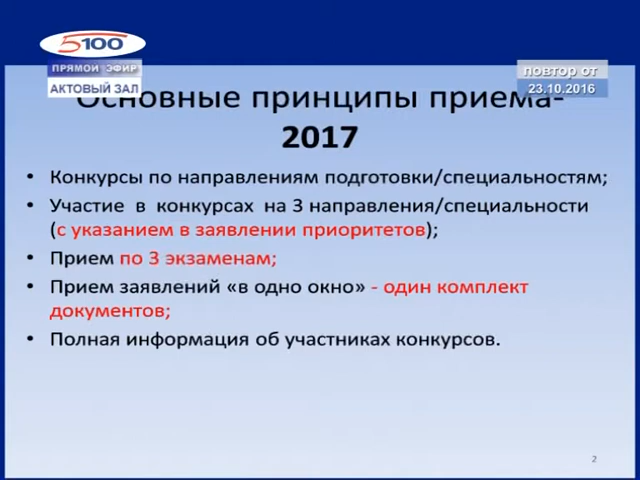 5100
ПРЯМОЙ ЭФИР
АКТОВЫЙ ЗАЛ
повтор от
23.10.2016
Основные принципы приема-
2017
• Конкурсы по направлениям подготовки/специальностям;
• Участие в конкурсах на 3 направления/специальности
(с указанием в заявлении приоритетов);
• Прием по 3 экзаменам;
• Прием заявлений «в одно окно» - один комплект
документов;
• Полная информация об участниках конкурсов.
2